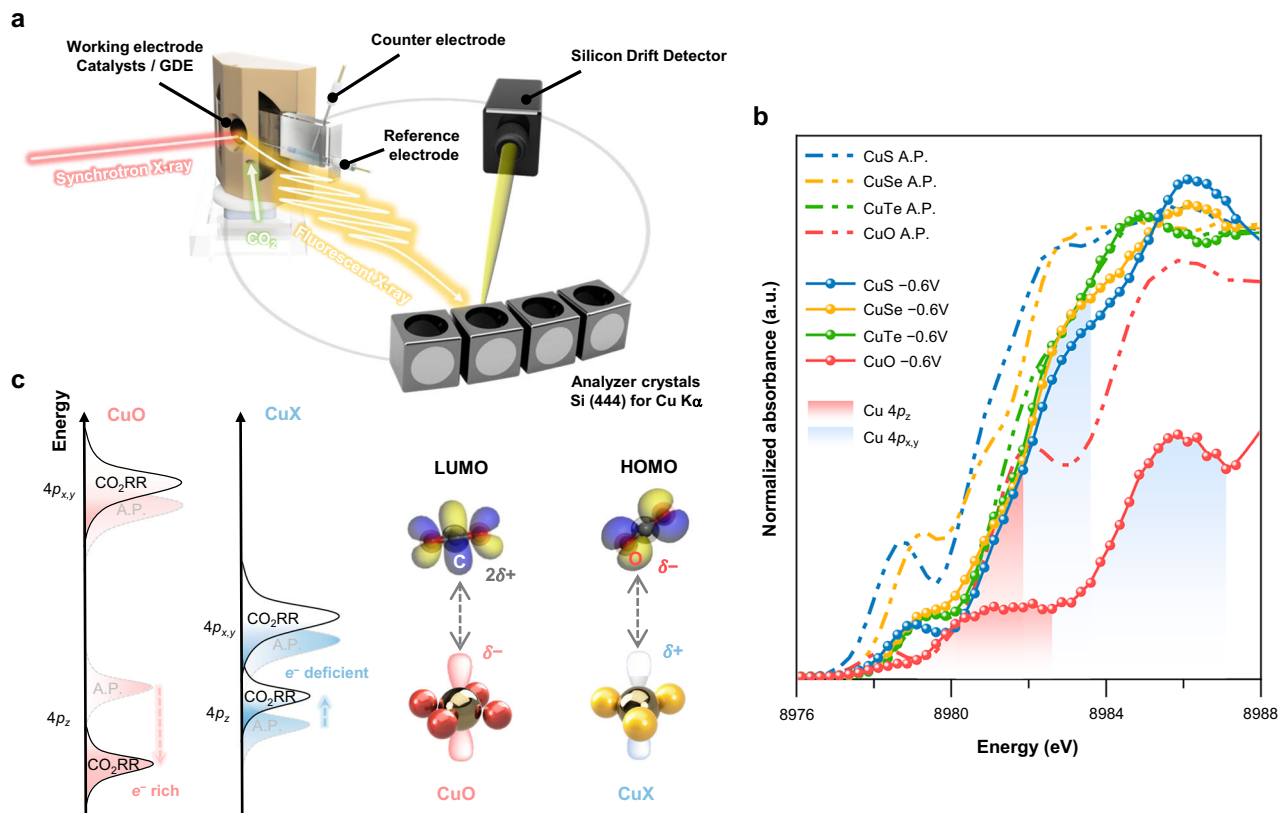 a
Working electrode
Catalysts / GDE
Counter electrode
Silicon Drift Detector
Reference
electrode
Synchrotron X-ray
CO₂
Fluorescent X-ray
Analyzer crystals
Si (444) for Cu Kα
b
CuS A.P.
CuSe A.P.
CuTe A.P.
CuO A.P.
CuS −0.6V
CuSe −0.6V
CuTe −0.6V
CuO −0.6V
Cu 4pz
Cu 4px,y
Normalized absorbance (a.u.)
8976
8980
8984
8988
Energy (eV)
c
Energy
CuO
4px,y
CO₂RR
A.P.
A.P.
4pz
CO₂RR
e⁻ rich
CuX
4px,y
CO₂RR
A.P.
e⁻ deficient
CO₂RR
4pz
A.P.
LUMO
C
2δ+
δ−
CuO
HOMO
O
δ−
δ+
CuX